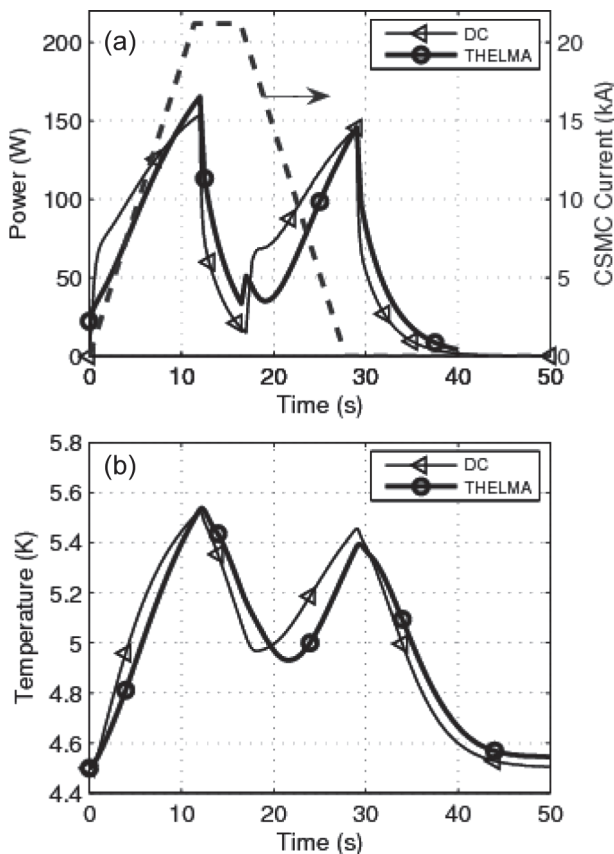 (a)
DC
THELMA
200
150
100
50
0
Power (W)
20
15
10
5
0
CSMC Current (kA)
0 10 20 30 40 50
Time (s)
(b)
DC
THELMA
5.8
5.6
5.4
5.2
5
4.8
4.6
4.4
Temperature (K)
0 10 20 30 40 50
Time (s)